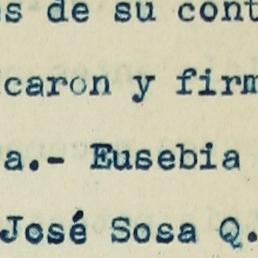 s de su cont
caron y firm
a.- Eusebia
José Sosa Q.